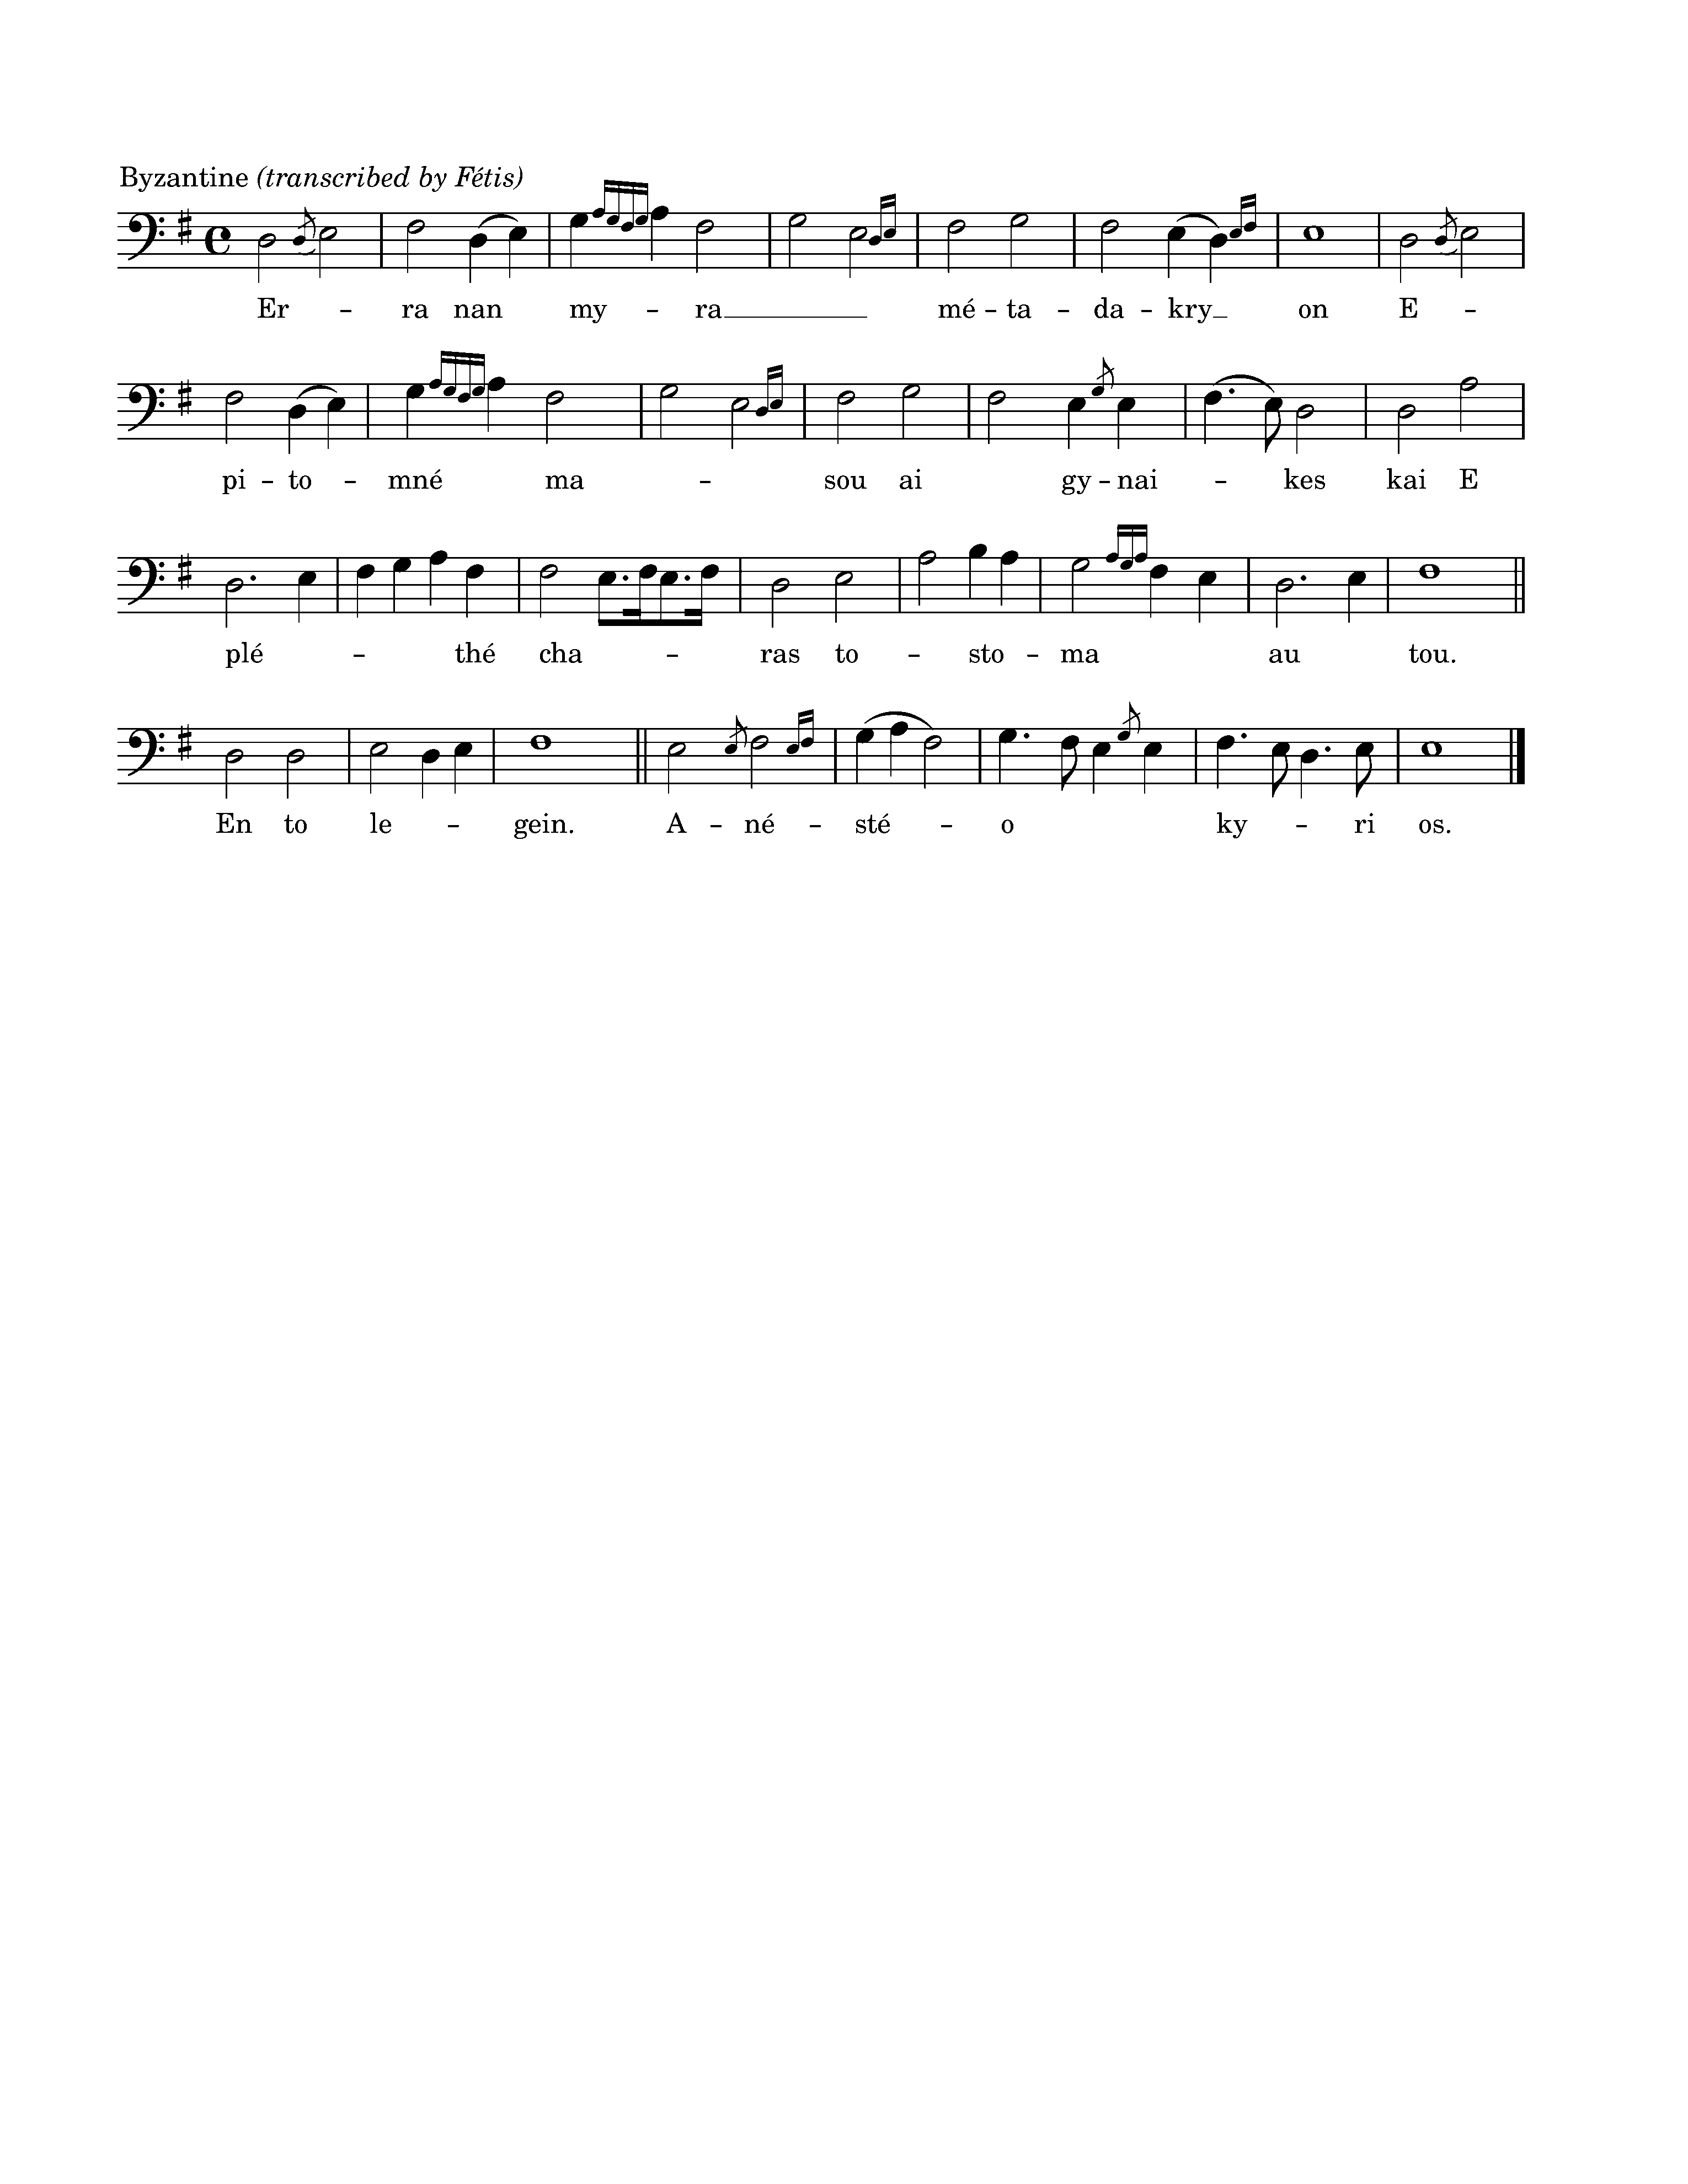 Byzantine (transcribed by Fétis)
Er - ra nan my - ra __ mé - ta - da - kry _ on E -
pi - to - mné ma - sou ai gy - nai - kes kai E
plé - thé cha - ras to - sto - ma au tou.
En to le - gein. A - né - sté - o ky - ri os.